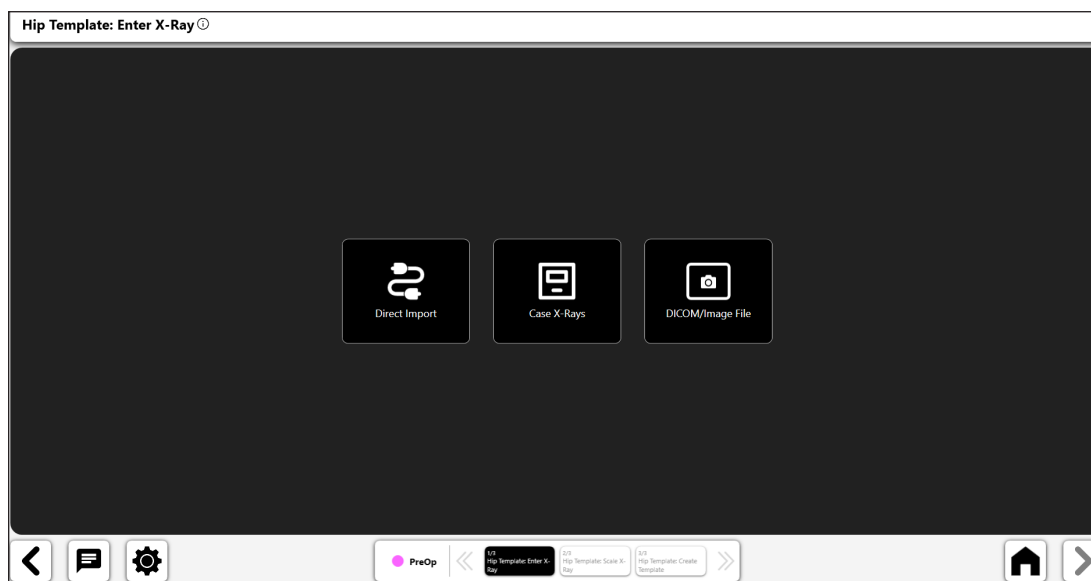 Hip Template: Enter X-Ray
Direct Import
Case X-Rays
DICOM/Image File
PreOp
1/3
Hip Template: Enter X-
Ray
2/3
Hip Template: Scale X-
Ray
3/3
Hip Template: Create
Template